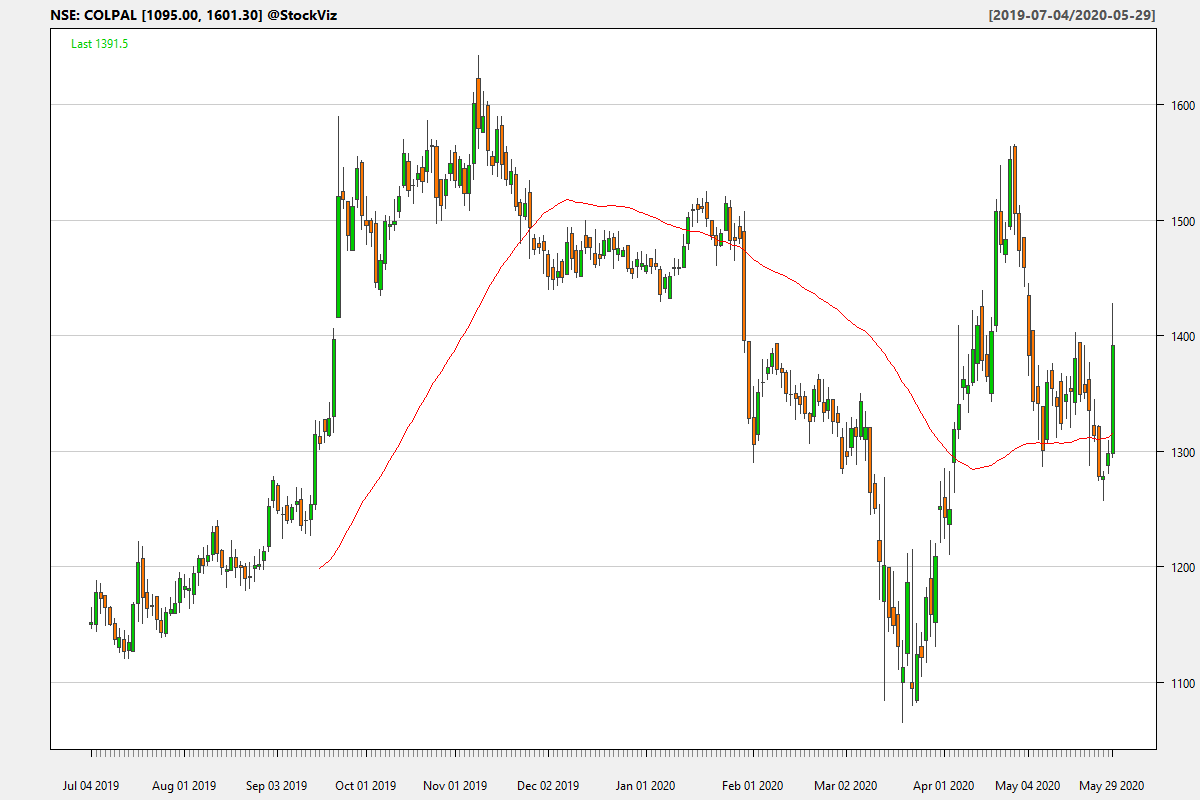 NSE: COLPAL [1095.00, 1601.30] @StockViz [2019-07-04/2020-05-29]
Last 1391.5
1600
1500
1400
1300
1200
1100
Jul 04 2019 Aug 01 2019 Sep 03 2019 Oct 01 2019 Nov 01 2019 Dec 02 2019 Jan 01 2020 Feb 01 2020 Mar 02 2020 Apr 01 2020 May 04 2020 May 29 2020